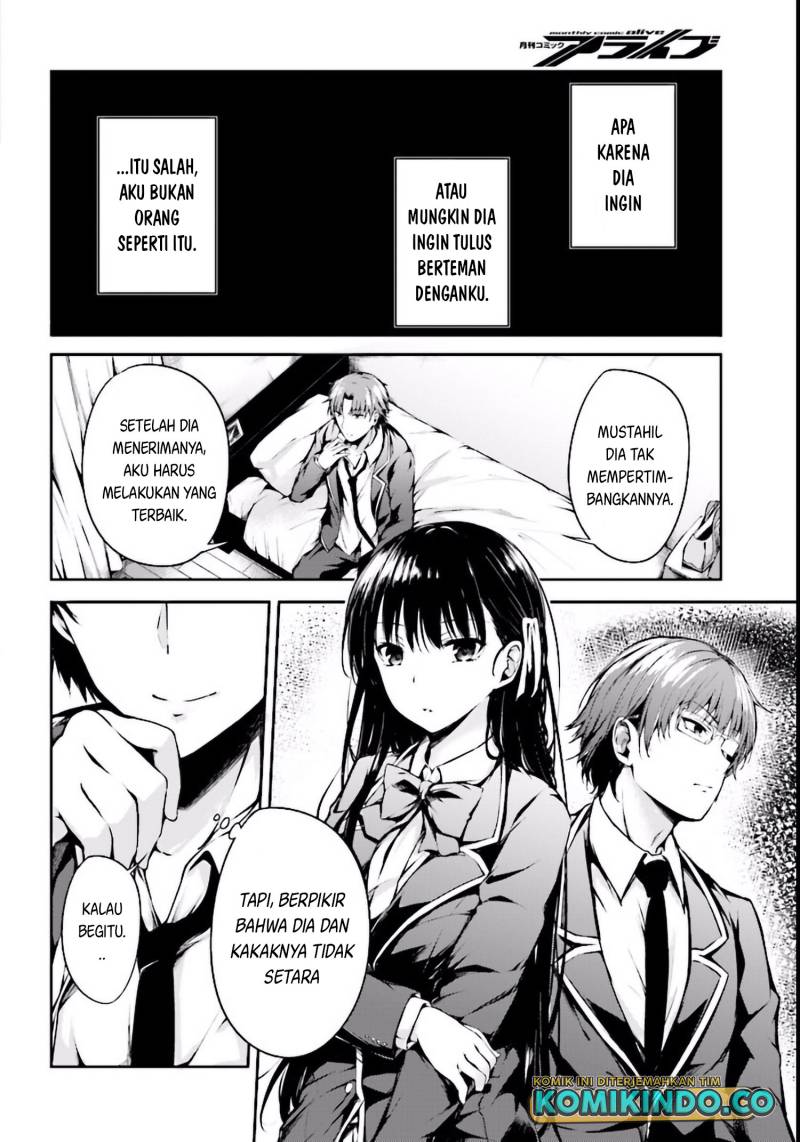 monthly comic alive
月刊コミック
アライブ
APA
KARENA
DIA
INGIN
ATAU
MUNGKIN DIA
INGIN TULUS
BERTEMAN
DENGANKU.
...ITU SALAH,
AKU BUKAN
ORANG
SEPERTI ITU.
MUSTAHIL
DIA TAK
MEMPERTIM-
BANGKANNYA.
SETELAH DIA
MENERIMANYA,
AKU HARUS
MELAKUKAN YANG
TERBAIK.
TAPI, BERPIKIR
BAHWA DIA DAN
KAKAKNYA TIDAK
SETARA
KALAU
BEGITU.
..
KOMIK INI DITERJEMAHKAN TIM
KOMIKINDO.CO